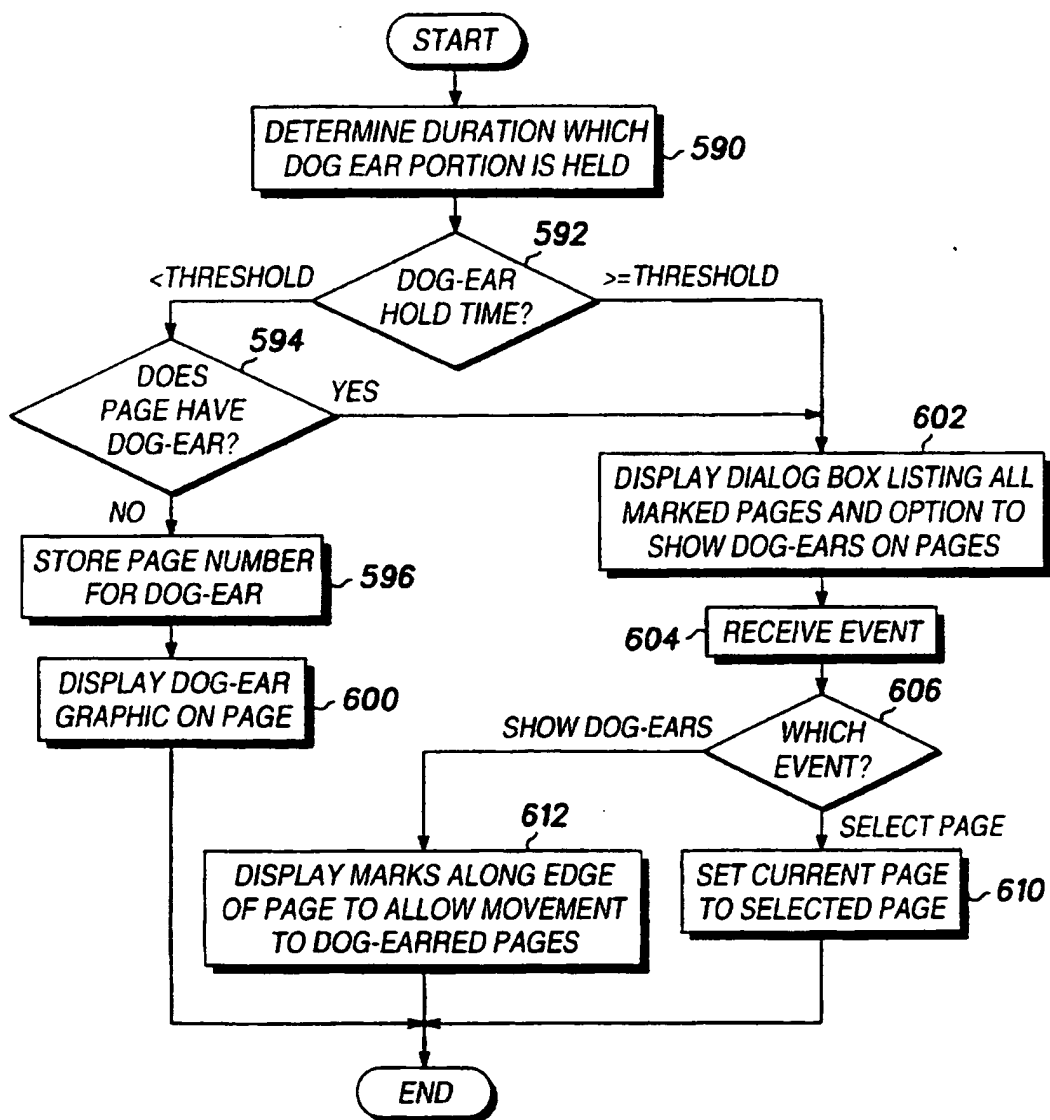 START
DETERMINE DURATION WHICH
DOG EAR PORTION IS HELD
590
592
<THRESHOLD
DOG-EAR
HOLD TIME?
>=THRESHOLD
594
DOES
PAGE HAVE
DOG-EAR?
YES
NO
602
DISPLAY DIALOG BOX LISTING ALL
MARKED PAGES AND OPTION TO
SHOW DOG-EARS ON PAGES
STORE PAGE NUMBER
FOR DOG-EAR
596
604
RECEIVE EVENT
DISPLAY DOG-EAR
GRAPHIC ON PAGE
600
606
SHOW DOG-EARS
WHICH
EVENT?
SELECT PAGE
612
DISPLAY MARKS ALONG EDGE
OF PAGE TO ALLOW MOVEMENT
TO DOG-EARRED PAGES
SET CURRENT PAGE
TO SELECTED PAGE
610
END